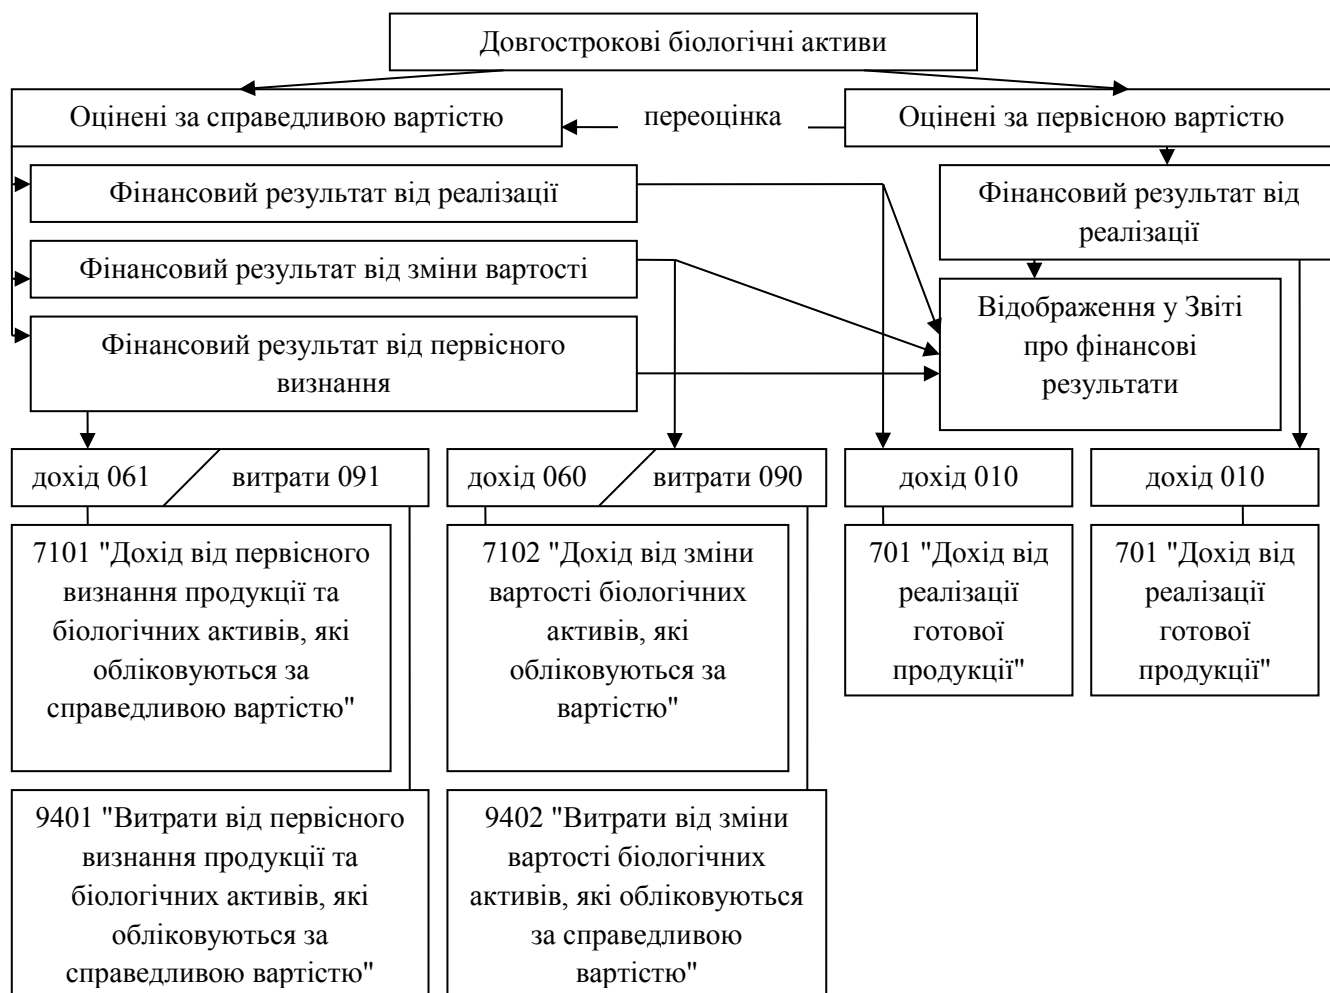 Довгострокові біологічні активи
Оцінені за справедливою вартістю
переоцінка
Оцінені за первісною вартістю
Фінансовий результат від реалізації
Фінансовий результат від
реалізації
Фінансовий результат від зміни вартості
Відображення у Звіті
про фінансові
результати
Фінансовий результат від первісного
визнання
дохід 061
витрати 091
дохід 060
витрати 090
дохід 010
дохід 010
7101 "Дохід від первісного
визнання продукції та
біологічних активів, які
обліковуються за
справедливою вартістю"
7102 "Дохід від зміни
вартості біологічних
активів, які
обліковуються за
вартістю"
701 "Дохід від
реалізації
готової
продукції"
701 "Дохід від
реалізації
готової
продукції"
9401 "Витрати від первісного
визнання продукції та
біологічних активів, які
обліковуються за
справедливою вартістю"
9402 "Витрати від зміни
вартості біологічних
активів, які обліковуються
за справедливою
вартістю"